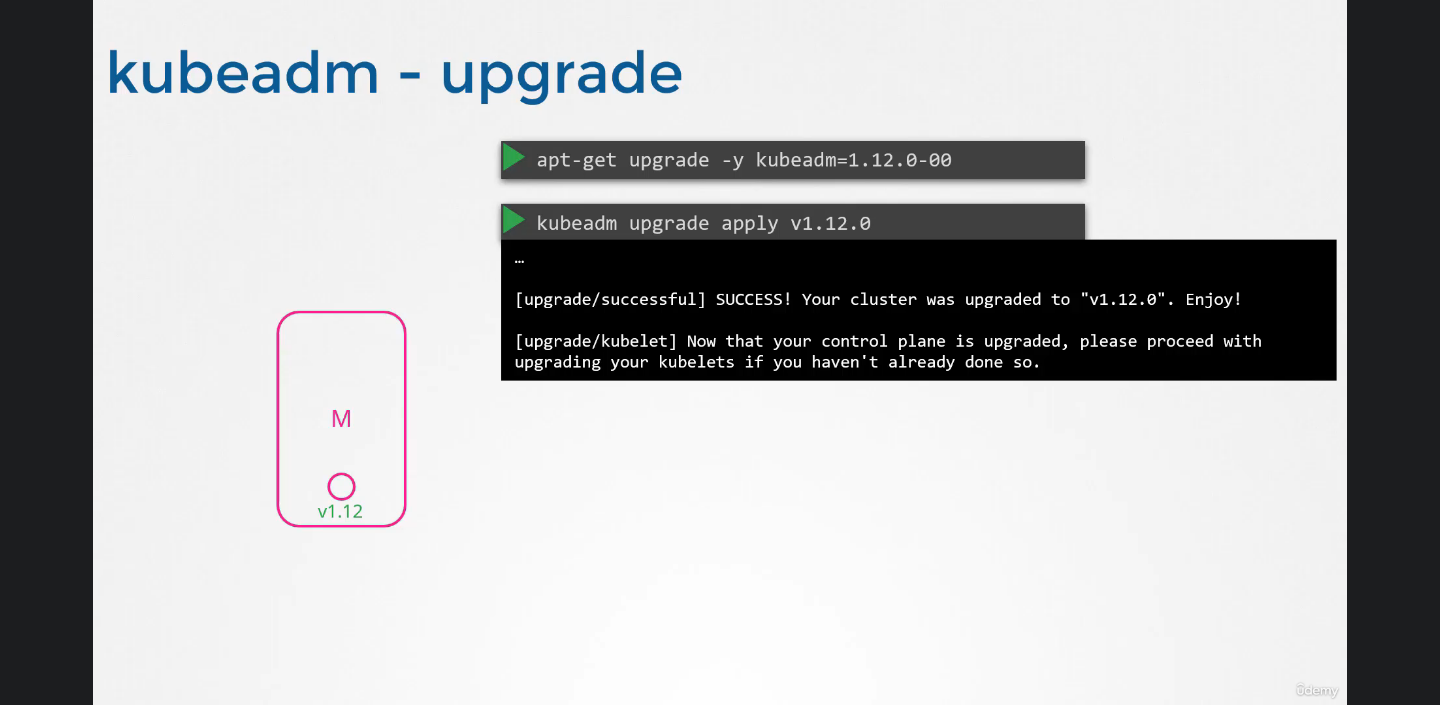 kubeadm - upgrade
apt-get upgrade -y kubeadm=1.12.0-00
kubeadm upgrade apply v1.12.0
…
[upgrade/successful] SUCCESS! Your cluster was upgraded to "v1.12.0". Enjoy!
[upgrade/kubelet] Now that your control plane is upgraded, please proceed with
upgrading your kubelets if you haven't already done so.
M
v1.12
ûdemy